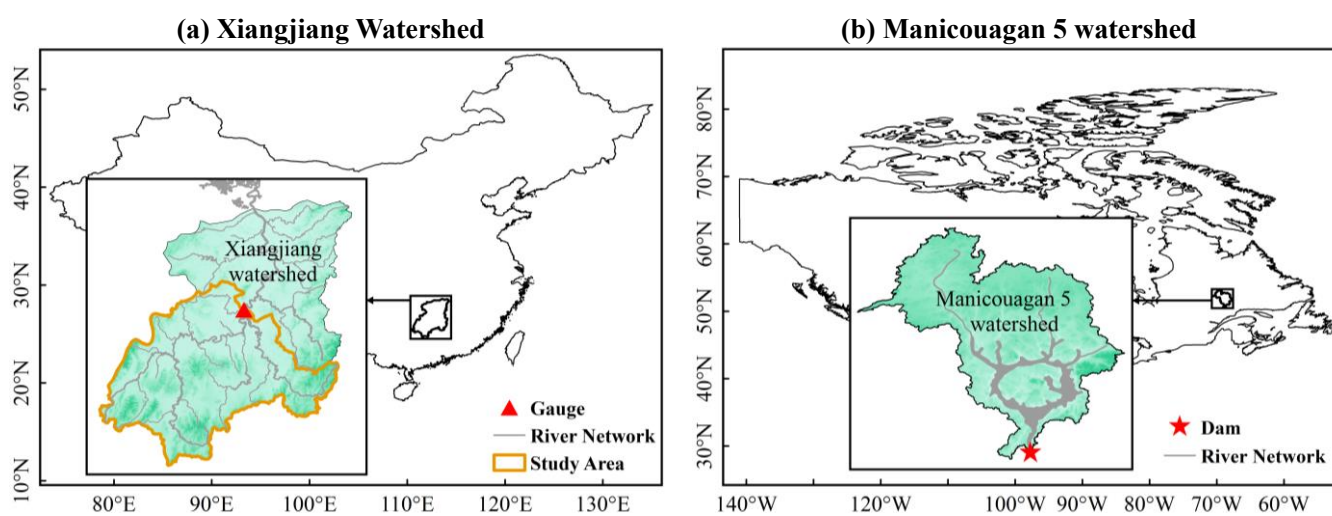 (a) Xiangjiang Watershed
50°N
40°N
30°N
20°N
10°N
80°E
90°E
100°E
110°E
120°E
130°E
Xiangjiang
watershed
Gauge
River Network
Study Area
(b) Manicouagan 5 watershed
80°N
70°N
60°N
50°N
40°N
30°N
140°W
120°W
100°W
90°W
80°W
70°W
60°W
Manicouagan 5
watershed
Dam
River Network